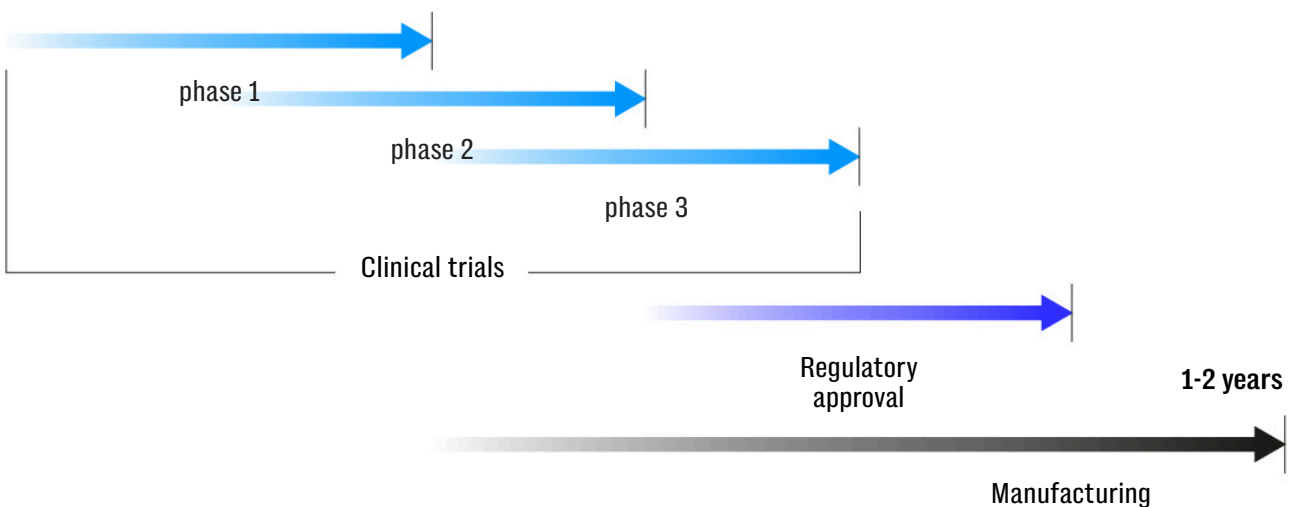 phase 1
phase 2
phase 3
Clinical trials
Regulatory
approval
1-2 years
Manufacturing